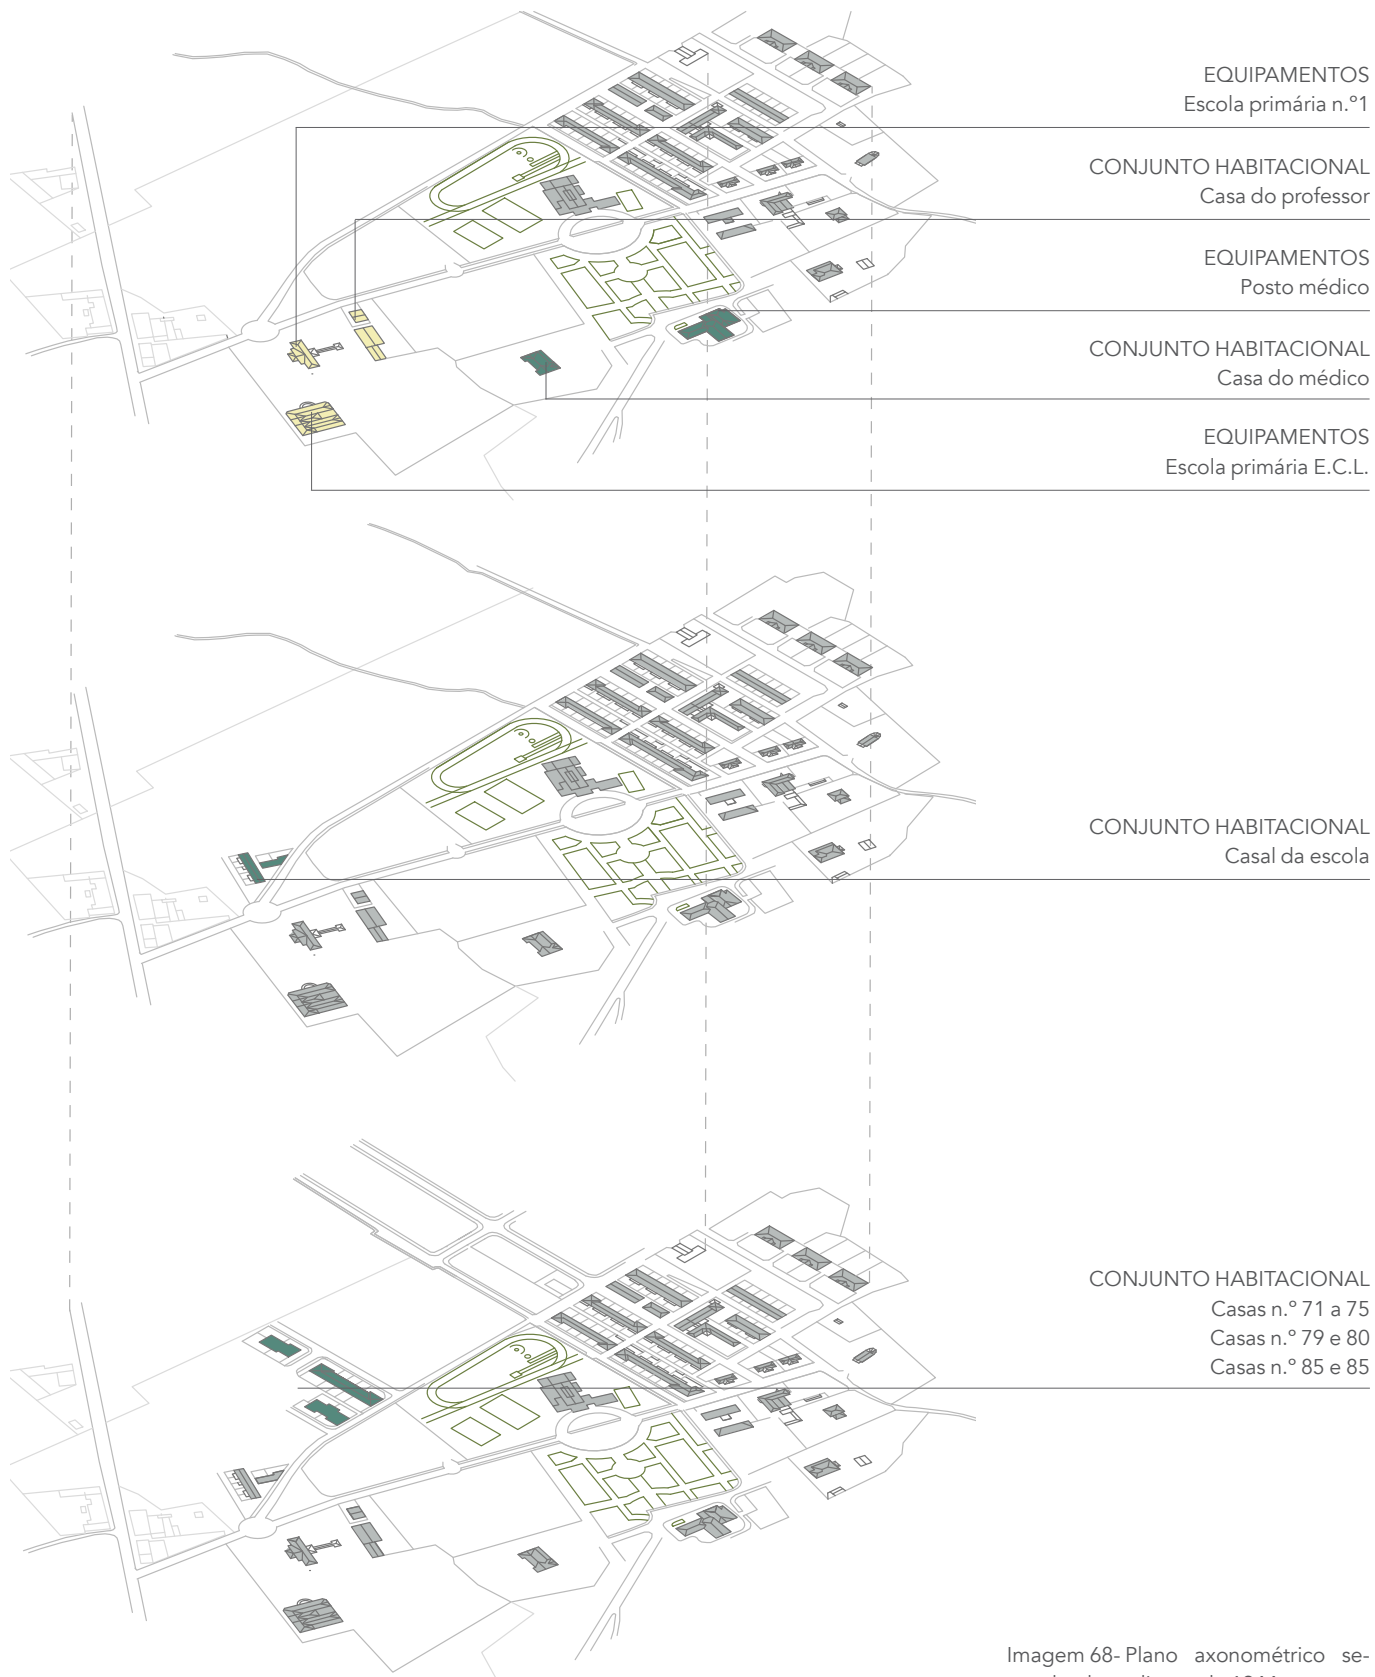 EQUIPAMENTOS
Escola primária n.º1
CONJUNTO HABITACIONAL
Casa do professor
EQUIPAMENTOS
Posto médico
CONJUNTO HABITACIONAL
Casa do médico
EQUIPAMENTOS
Escola primária E.C.L.
CONJUNTO HABITACIONAL
Casal da escola
CONJUNTO HABITACIONAL
Casas n.º 71 a 75
Casas n.º 79 e 80
Casas n.º 85 e 85
Imagem 68- Plano axonométrico se-